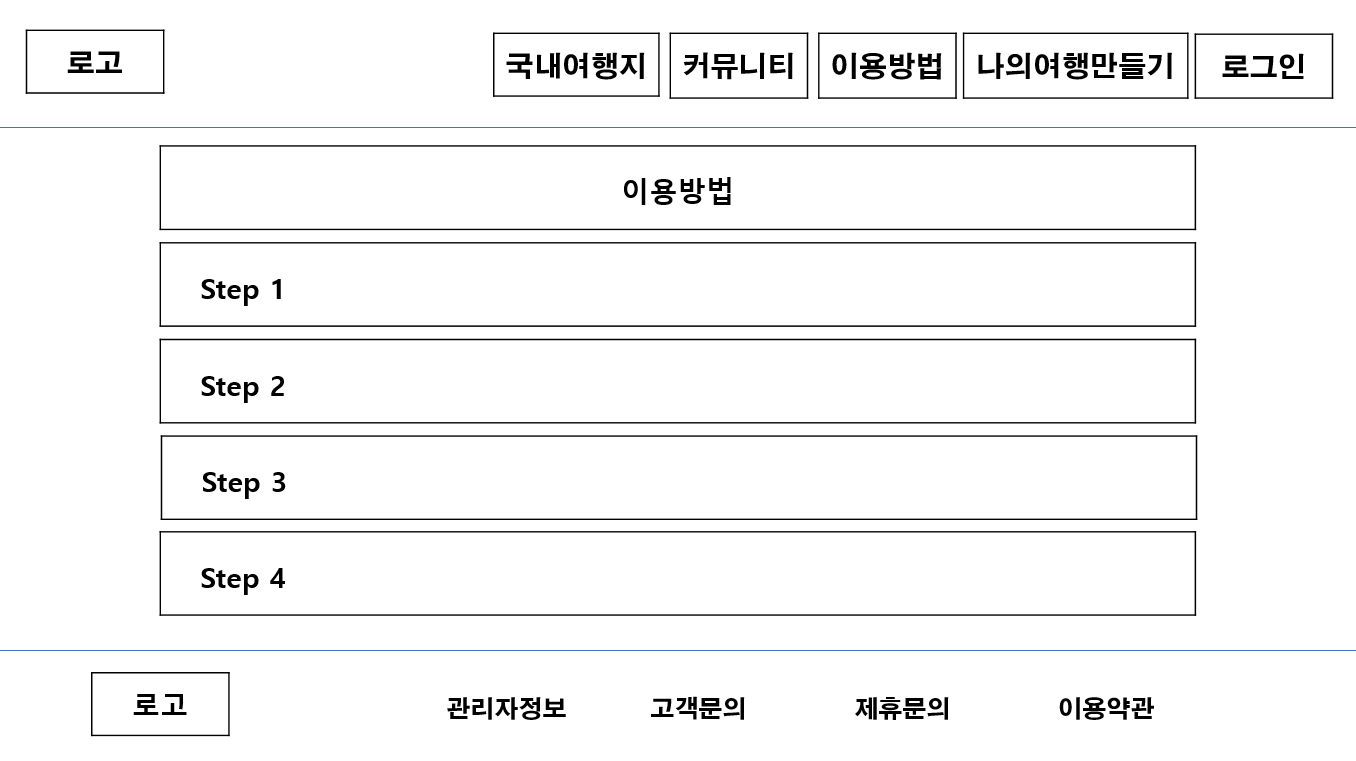 로고
국내여행지 커뮤니티 이용방법 나의여행만들기 로그인
이용방법
Step 1
Step 2
Step 3
Step 4
로고
관리자정보 고객문의 제휴문의 이용약관